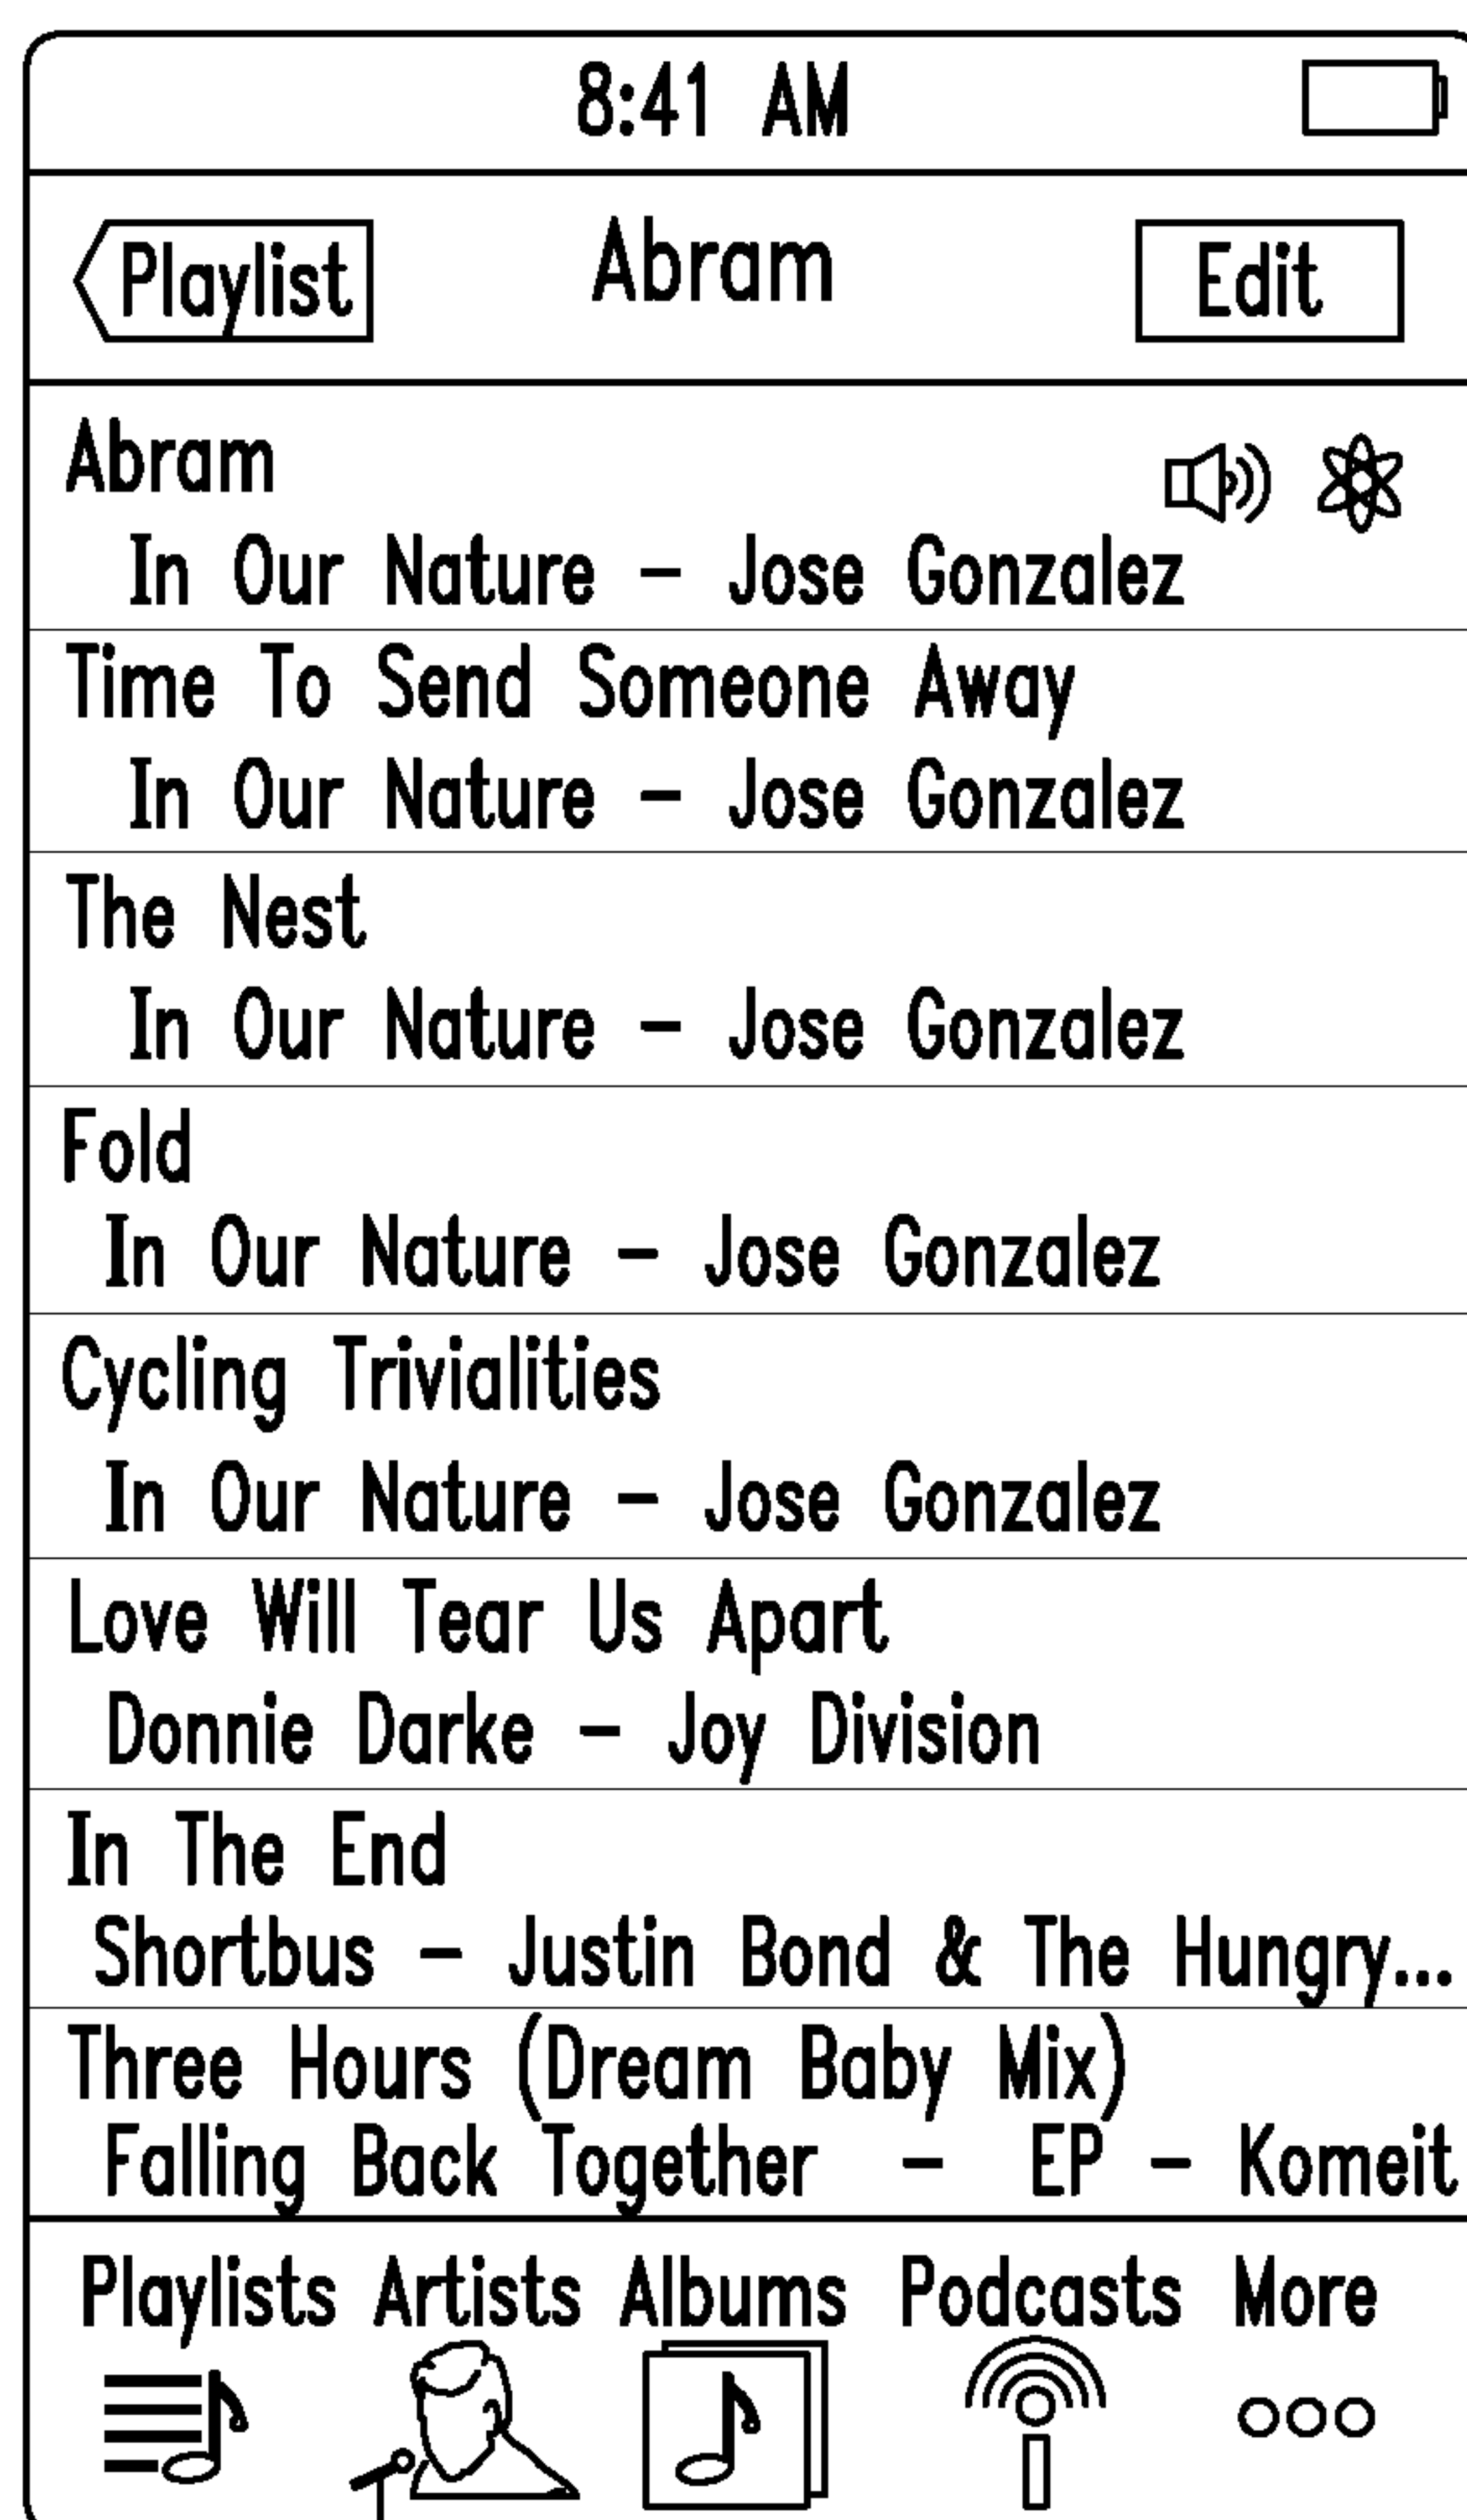 8:41 AM
Playlist Abram Edit
Abram
In Our Nature – Jose Gonzalez
Time To Send Someone Away
In Our Nature – Jose Gonzalez
The Nest
In Our Nature – Jose Gonzalez
Fold
In Our Nature – Jose Gonzalez
Cycling Trivialities
In Our Nature – Jose Gonzalez
Love Will Tear Us Apart
Donnie Darke – Joy Division
In The End
Shortbus – Justin Bond & The Hungry...
Three Hours (Dream Baby Mix)
Falling Back Together – EP – Komeit
Playlists Artists Albums Podcasts More